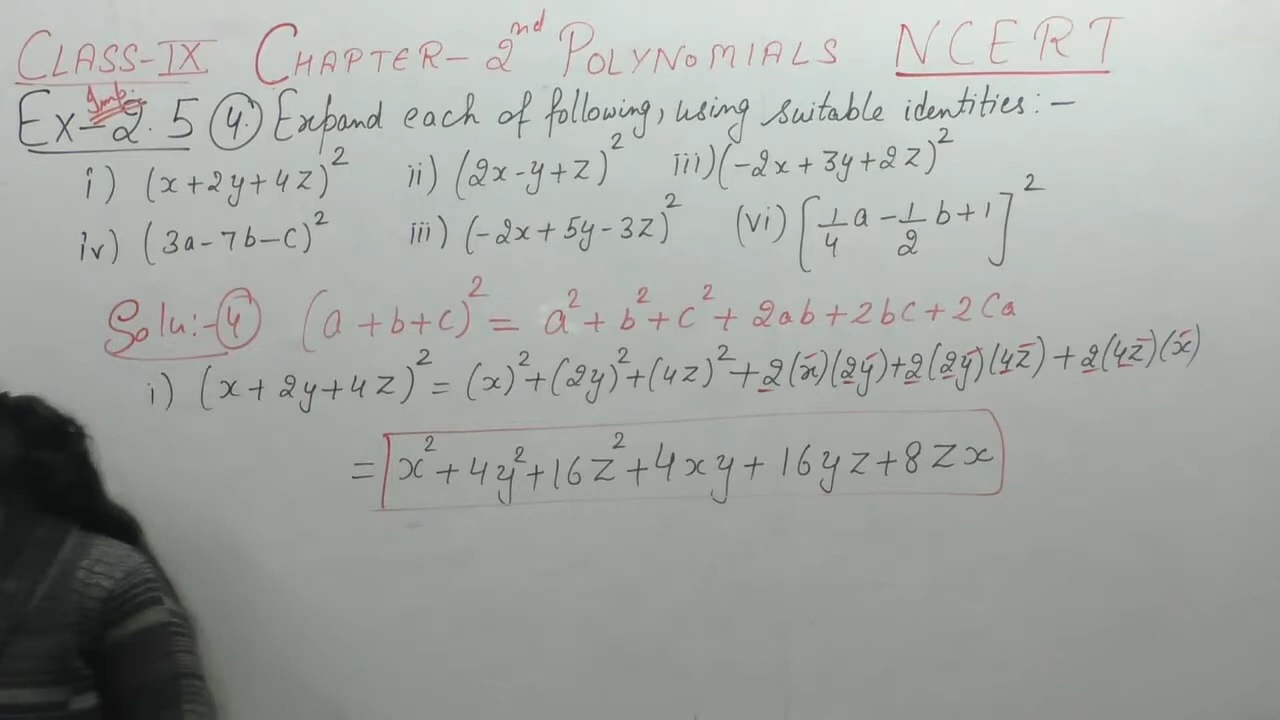 CLASS-IX CHAPTER-2nd POLYNOMIALS NCERT
Imp.
Ex-2.5 (4.) Expand each of following, using suitable identities:-
i) (x+2y+4z)² ii) (2x-y+z)² iii) (-2x+3y+2z)²
iv) (3a-7b-c)² iii) (-2x+5y-3z)² (vi) [1/4 a - 1/2 b+1]²
Solu:-(4) (a+b+c)² = a²+b²+c²+2ab+2bc+2ca
i) (x+2y+4z)² = (x)²+(2y)²+(4z)²+2(x)(2y)+2(2y)(4z)+2(4z)(x)
= x²+4y²+16z²+4xy+16yz+8zx